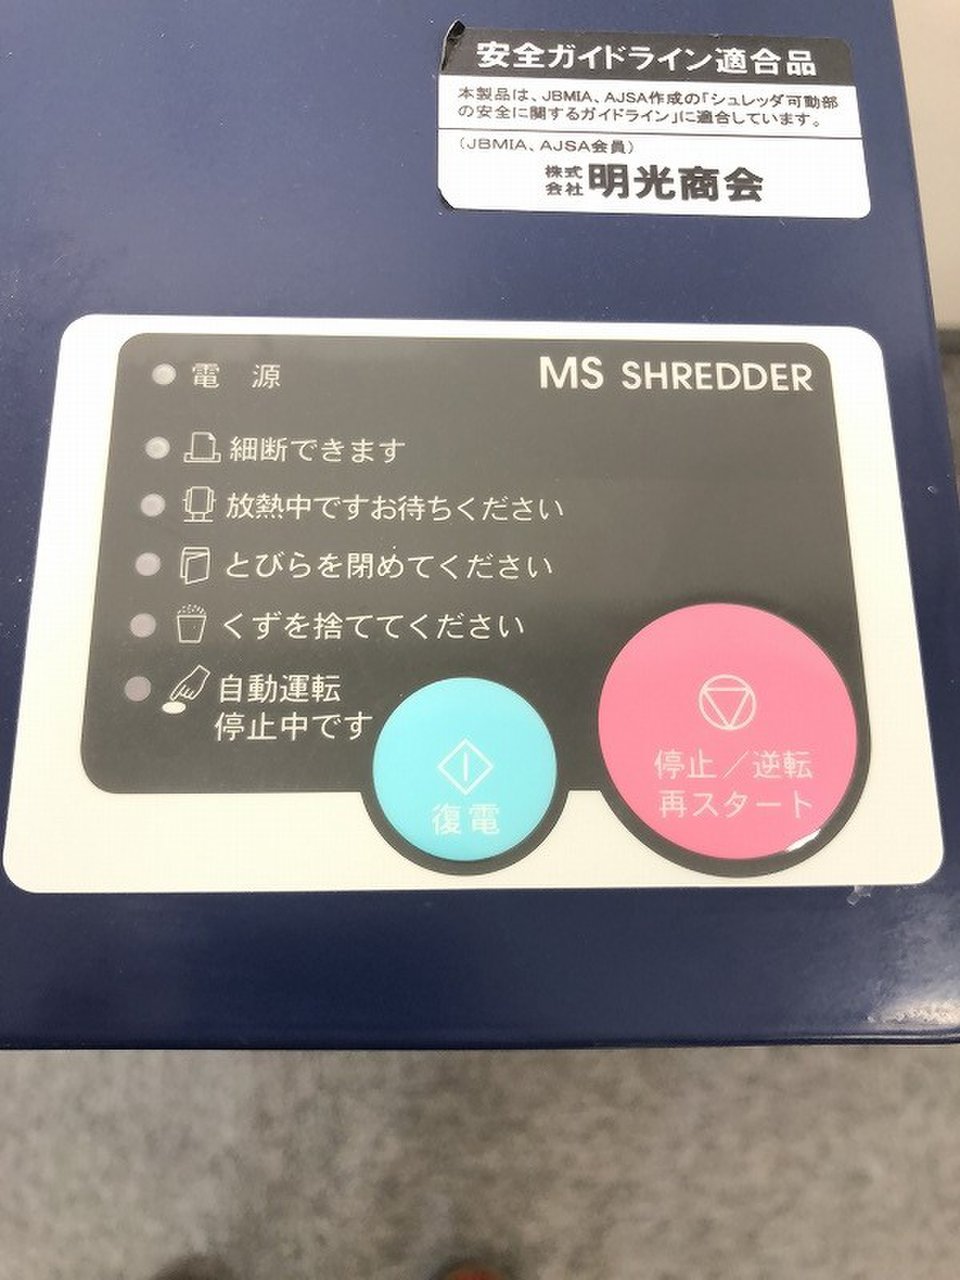 安全ガイドライン適合品
本製品は、JBMIA、AJSA作成の「シュレッダ可動部
の安全に関するガイドライン」に適合しています。
(JBMIA、AJSA会員)
株式会社 明光商会
電 源
MS SHREDDER
細断できます
放熱中ですお待ちください
とびらを閉めてください
くずを捨ててください
自動運転
停止中です
復電
停止/逆転
再スタート